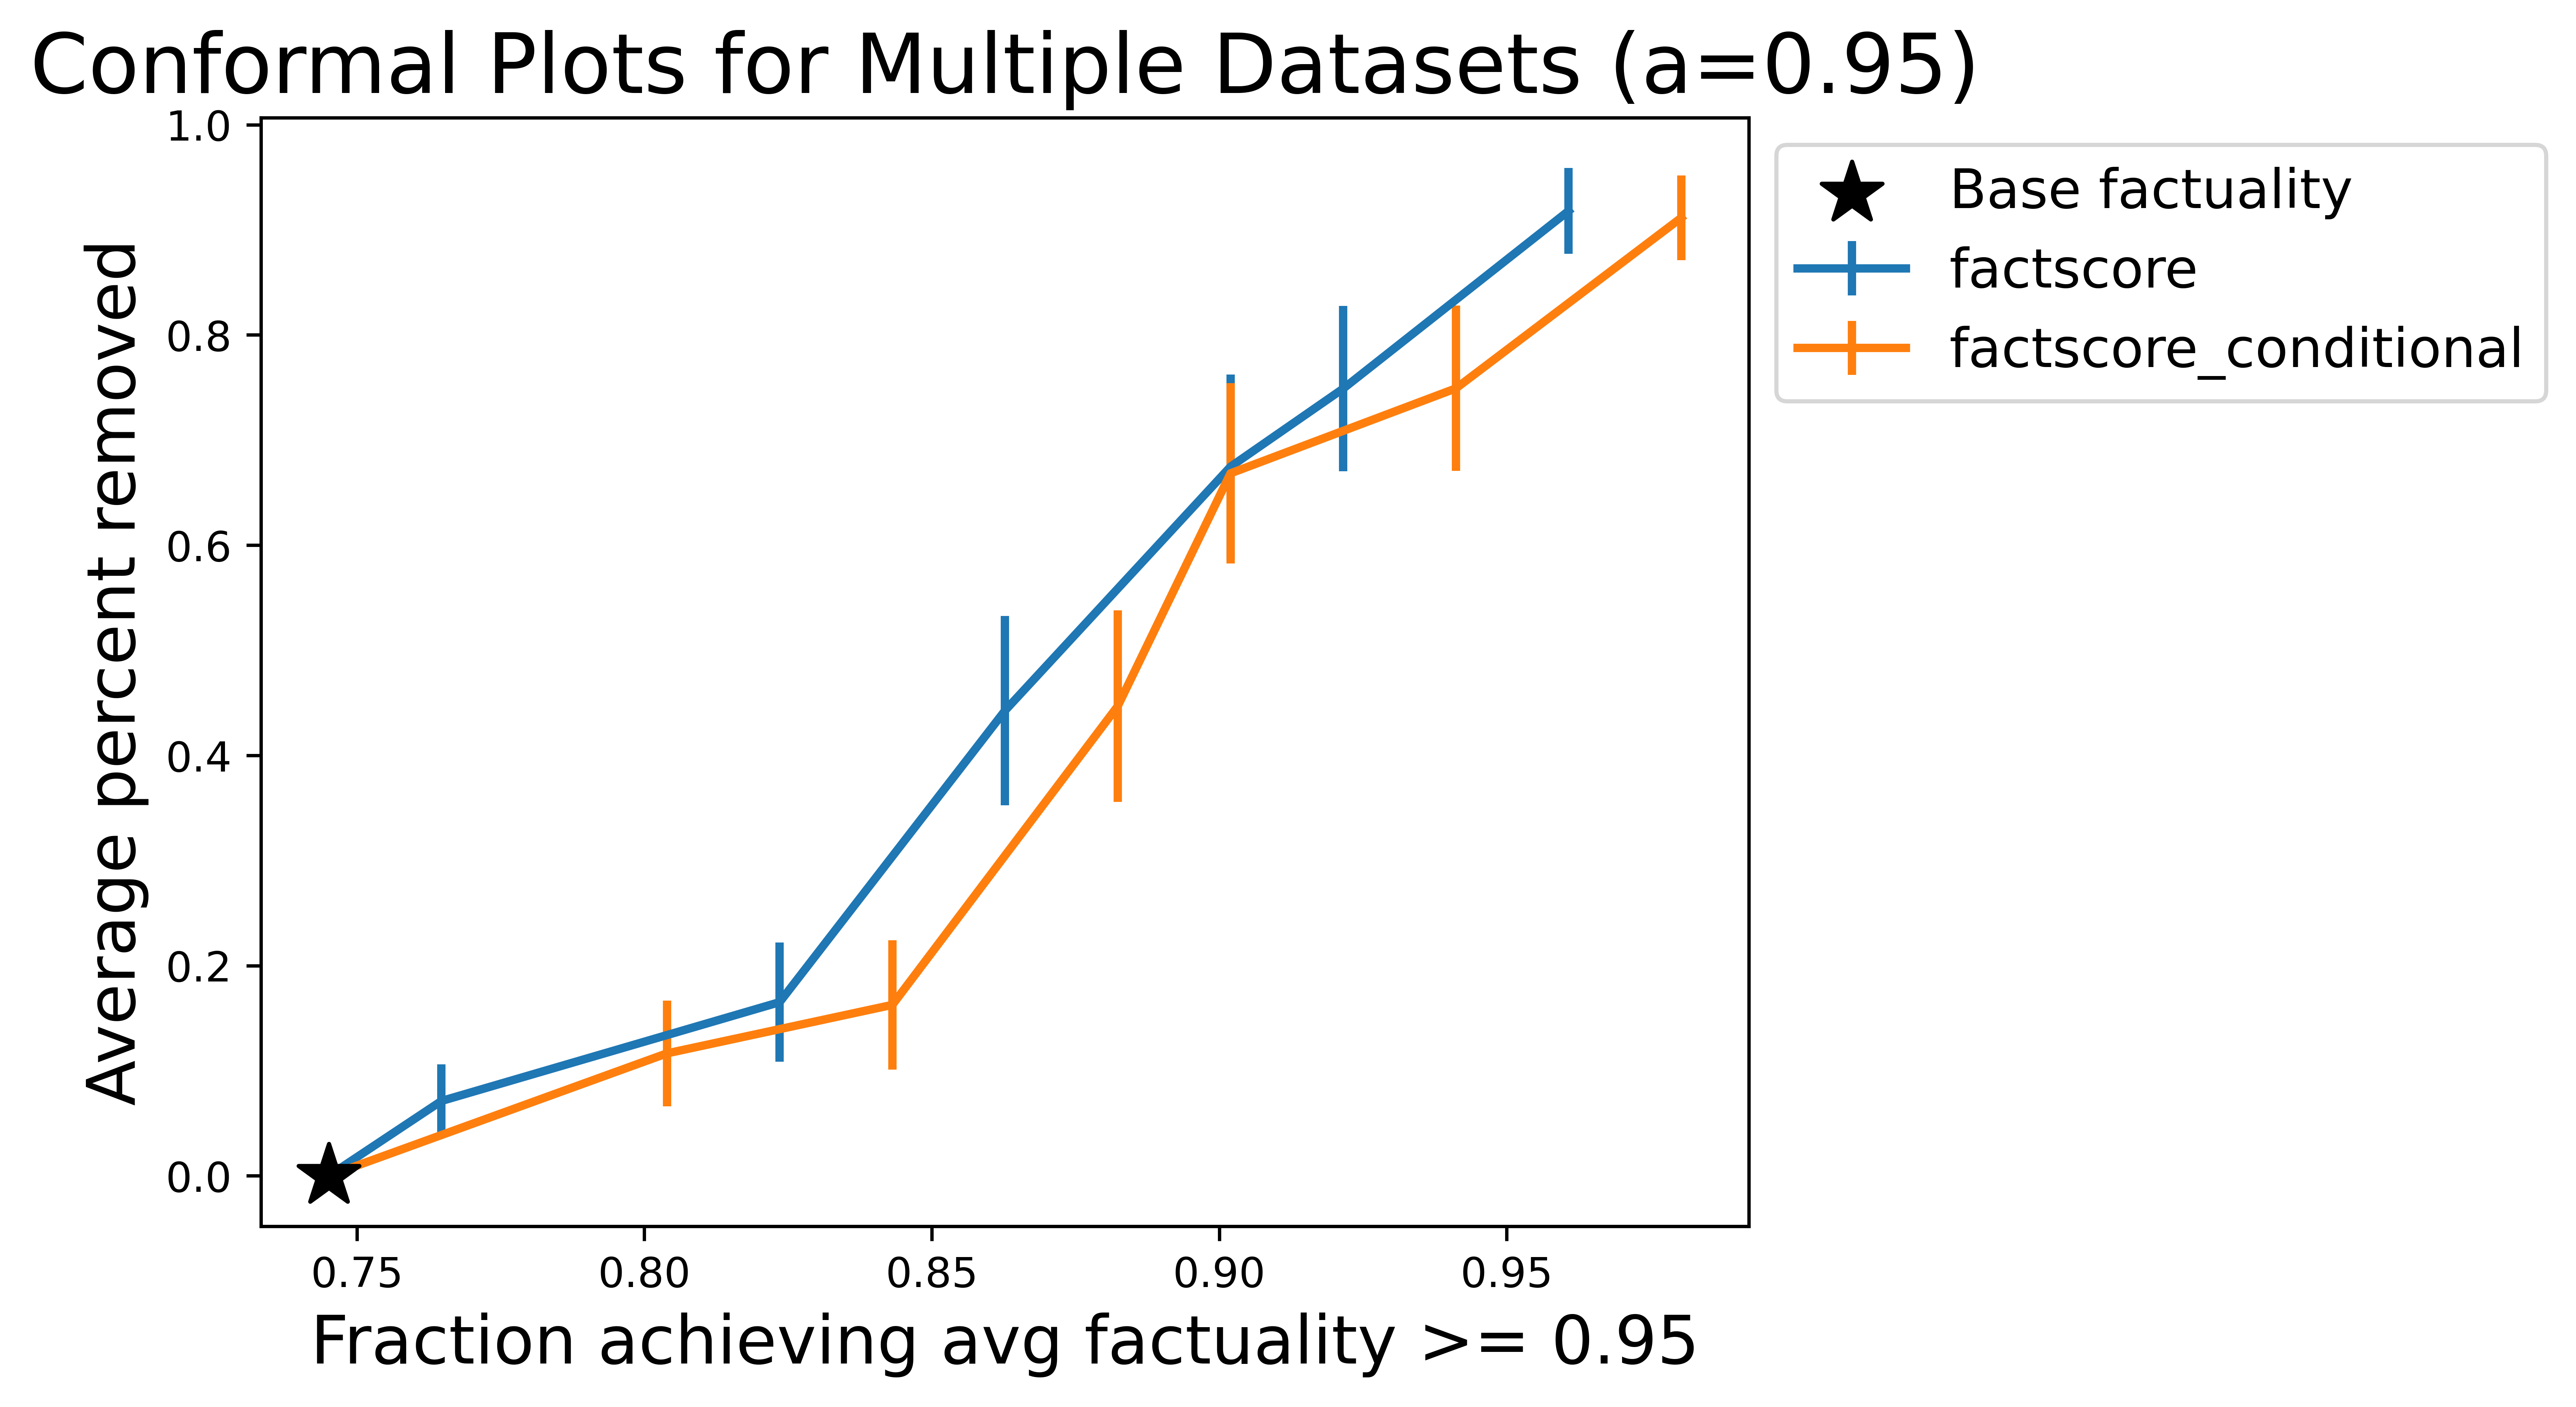 Conformal Plots for Multiple Datasets (a=0.95)
1.0
0.8
0.6
0.4
0.2
0.0
Average percent removed
0.75 0.80 0.85 0.90 0.95
Fraction achieving avg factuality >= 0.95
Base factuality
factscore
factscore_conditional